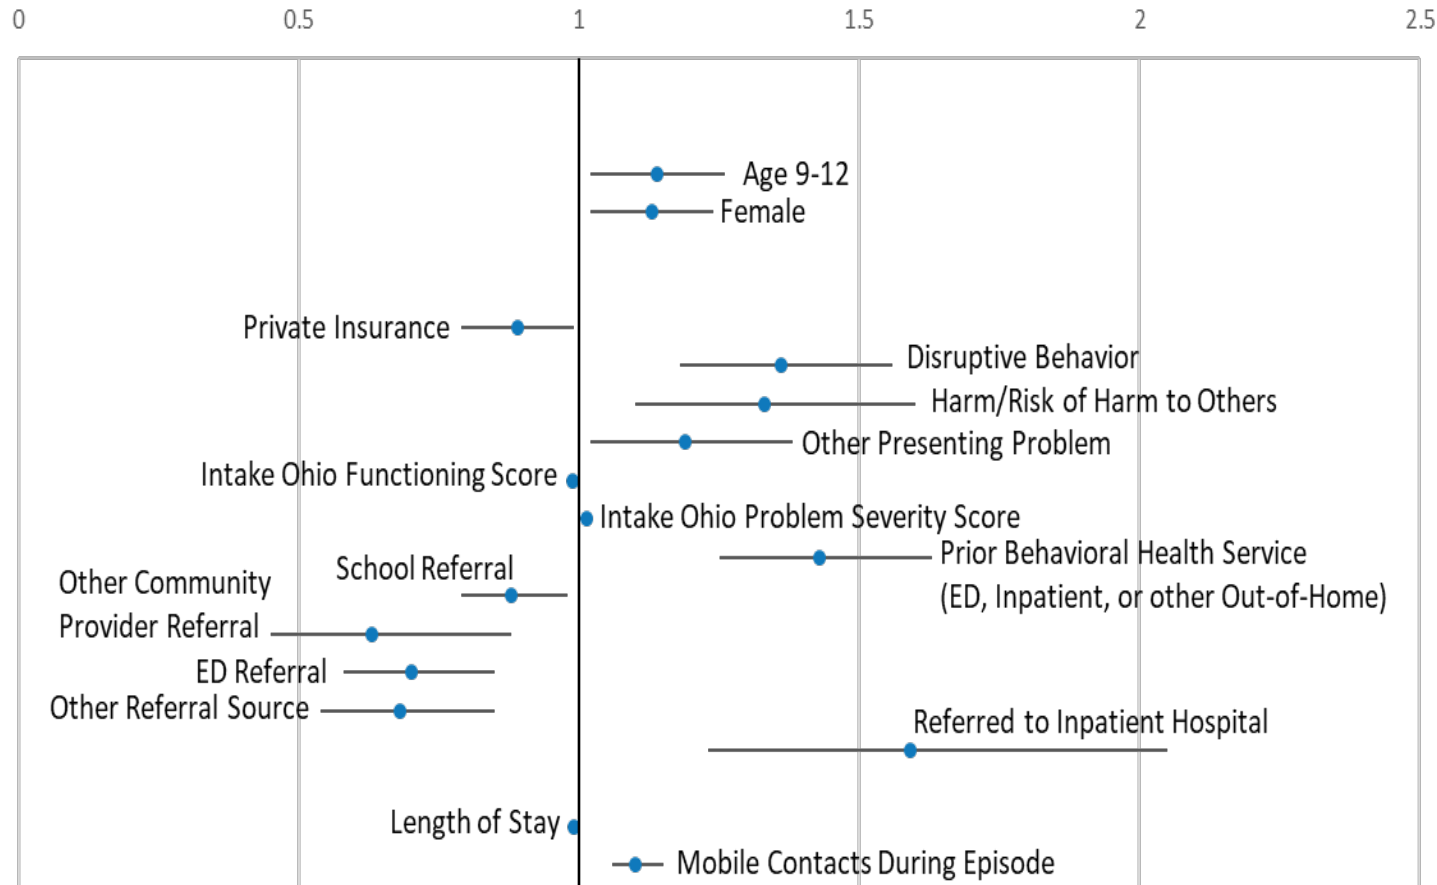 0 0.5 1 1.5 2 2.5
Age 9-12
Female
Private Insurance
Disruptive Behavior
Harm/Risk of Harm to Others
Other Presenting Problem
Intake Ohio Functioning Score
Intake Ohio Problem Severity Score
Prior Behavioral Health Service
(ED, Inpatient, or other Out-of-Home)
School Referral
Other Community
Provider Referral
ED Referral
Other Referral Source
Referred to Inpatient Hospital
Length of Stay
Mobile Contacts During Episode